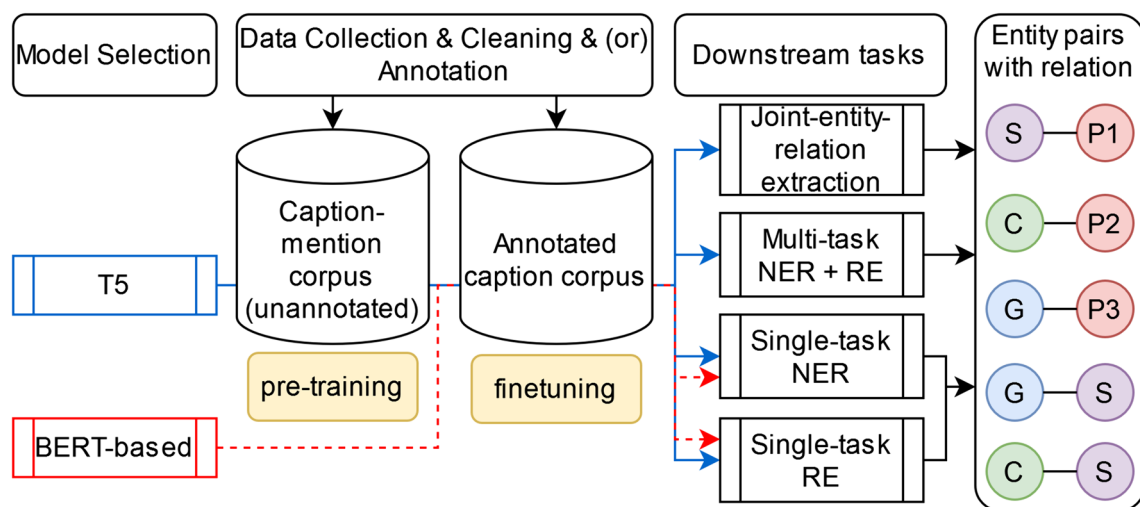 Model Selection
Data Collection & Cleaning & (or)
Annotation
Downstream tasks
Entity pairs
with relation
T5
BERT-based
Caption-
mention
corpus
(unannotated)
pre-training
Annotated
caption corpus
finetuning
Joint-entity-
relation
extraction
Multi-task
NER + RE
Single-task
NER
Single-task
RE
S P1
C P2
G P3
G S
C S